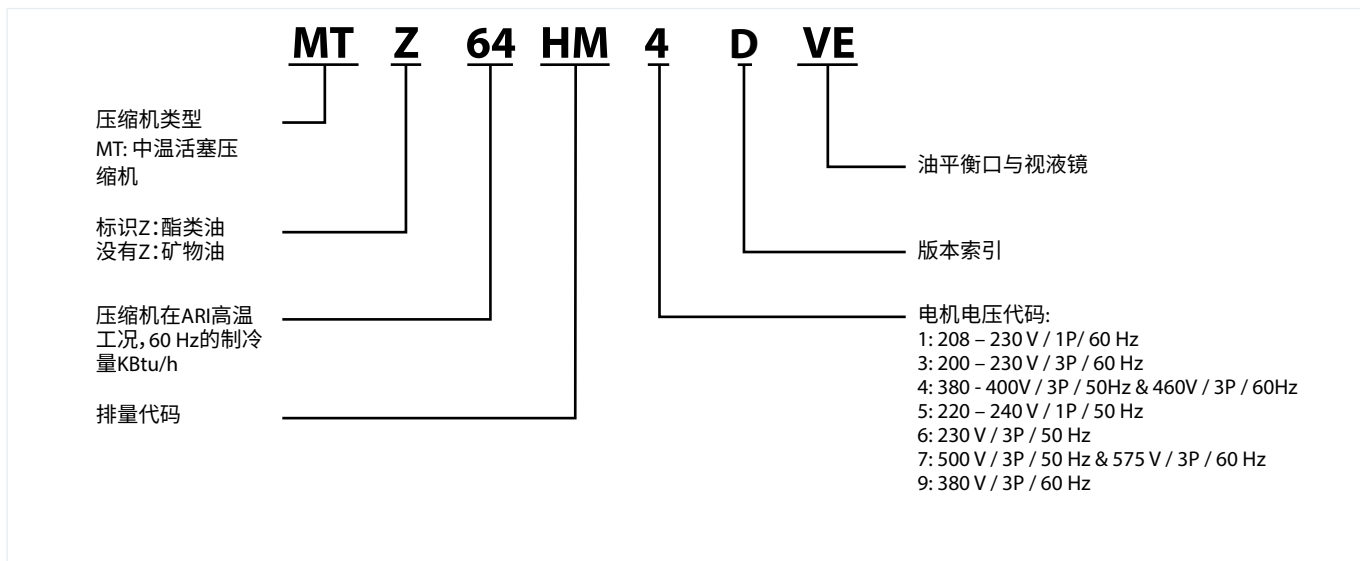 MT Z 64 HM 4 D VE
压缩机类型
MT: 中温活塞压
缩机
标识Z：酯类油
没有Z：矿物油
压缩机在ARI高温
工况，60 Hz的制冷
量KBtu/h
排量代码
油平衡口与视液镜
版本索引
电机电压代码:
1: 208 – 230 V / 1P/ 60 Hz
3: 200 – 230 V / 3P / 60 Hz
4: 380 - 400V / 3P / 50Hz & 460V / 3P / 60Hz
5: 220 – 240 V / 1P / 50 Hz
6: 230 V / 3P / 50 Hz
7: 500 V / 3P / 50 Hz & 575 V / 3P / 60 Hz
9: 380 V / 3P / 60 Hz